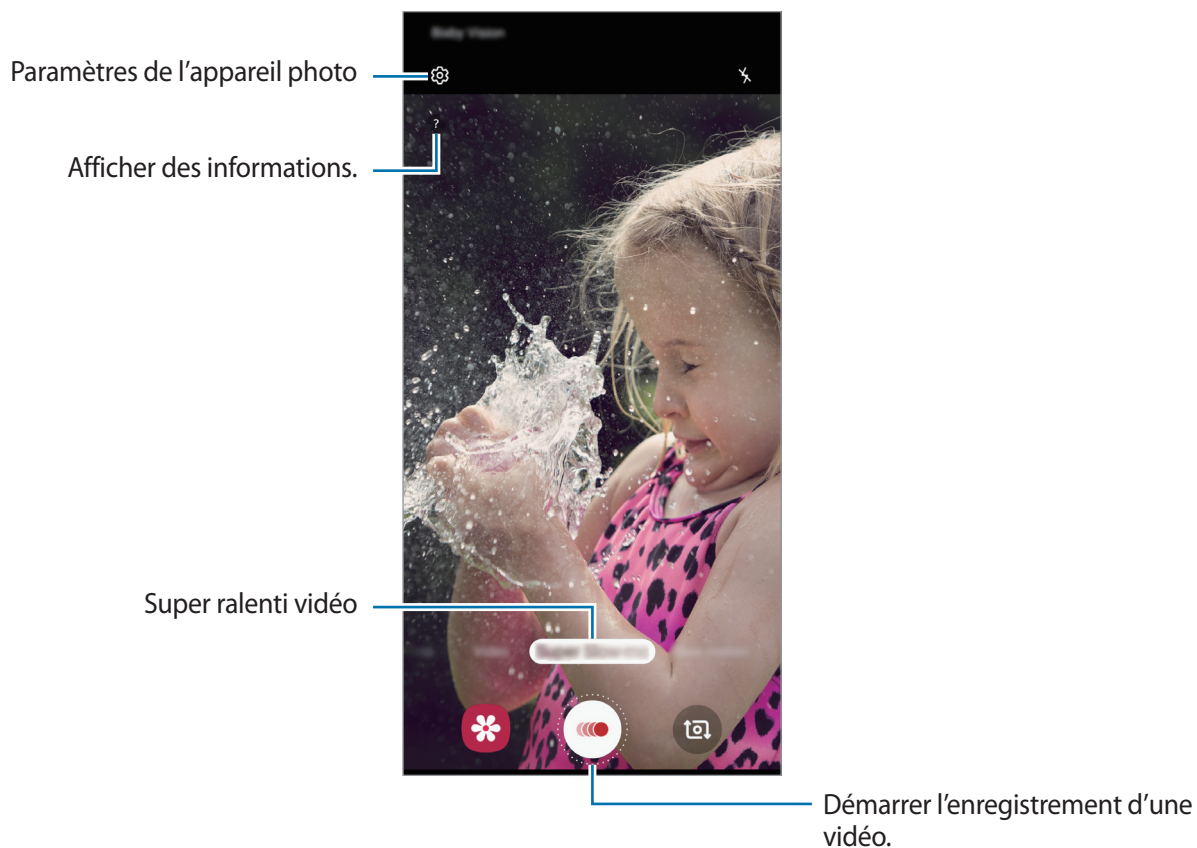 Paramètres de l'appareil photo
?
Afficher des informations.
Super ralenti vidéo
Démarrer l'enregistrement d'une
vidéo.